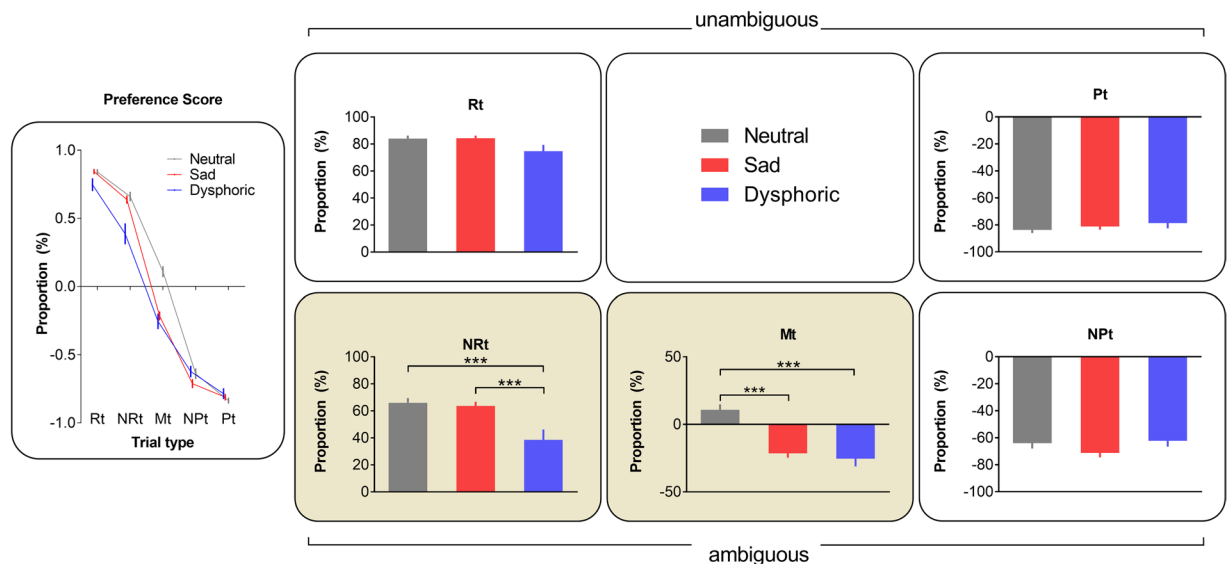 unambiguous
Preference Score
Proportion (%)
1.0
0.5
0.0
-0.5
-1.0
Neutral
Sad
Dysphoric
Rt NRt Mt NPt Pt
Trial type
Rt
Proportion (%)
100
80
60
40
20
0
Neutral
Sad
Dysphoric
Pt
Proportion (%)
0
-20
-40
-60
-80
-100
NRt
Proportion (%)
100
80
60
40
20
0
***
***
Mt
Proportion (%)
50
0
-50
***
***
NPt
Proportion (%)
0
-20
-40
-60
-80
-100
ambiguous